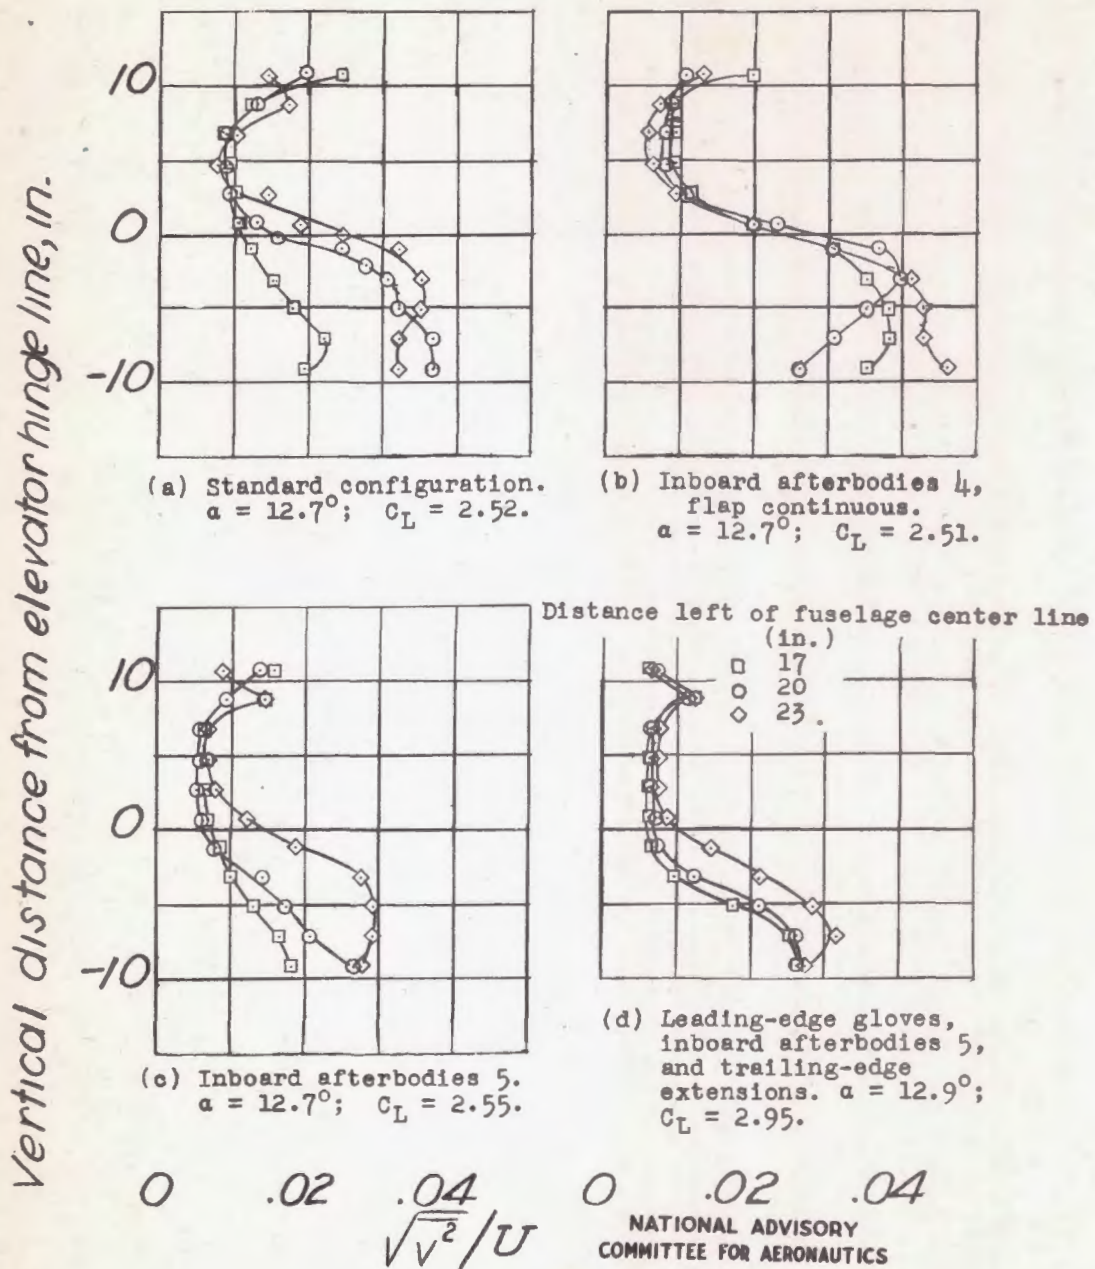 Vertical distance from elevator hinge line, in.
10
0
-10
(a) Standard configuration.
α = 12.7°; C_L = 2.52.
(b) Inboard afterbodies 4,
flap continuous.
α = 12.7°; C_L = 2.51.
Distance left of fuselage center line
(in.)
17
20
23.
10
0
-10
(c) Inboard afterbodies 5.
α = 12.7°; C_L = 2.55.
(d) Leading-edge gloves,
inboard afterbodies 5,
and trailing-edge
extensions. α = 12.9°;
C_L = 2.95.
0 .02 .04
0 .02 .04
√v²/U
NATIONAL ADVISORY
COMMITTEE FOR AERONAUTICS